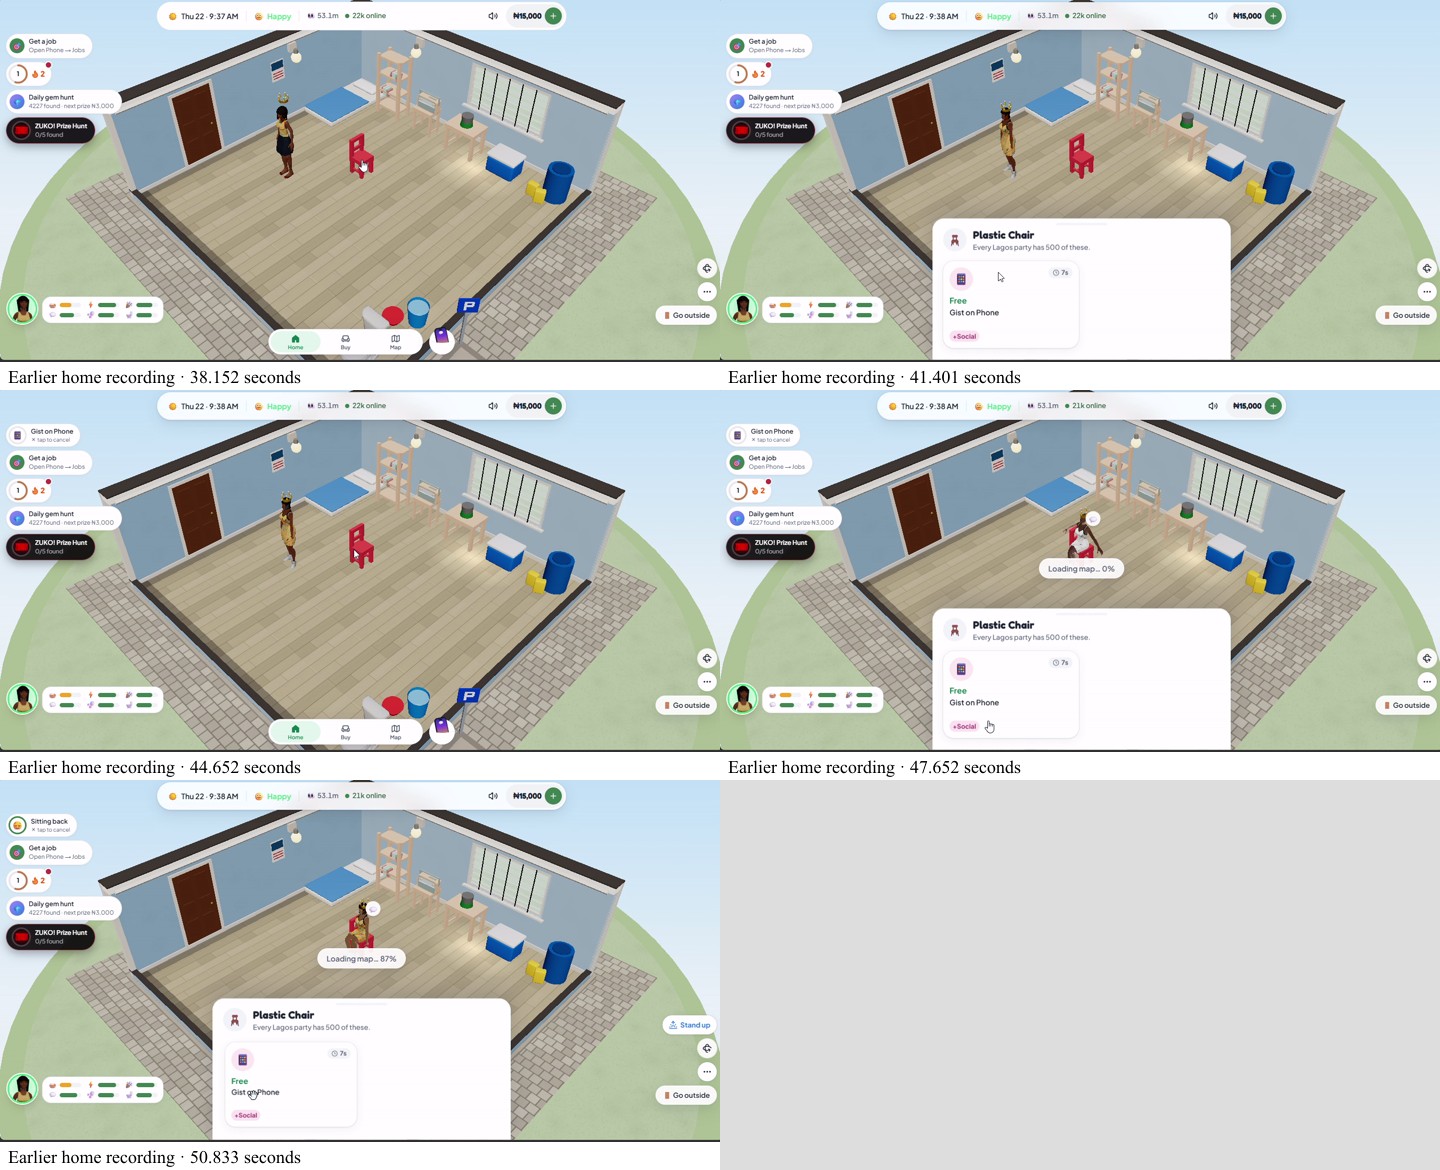 Thu 22 · 9:37 AM Happy 53.1m 22k online ₦15,000 +
Get a job
Open Phone → Jobs
1 2
Daily gem hunt
4227 found · next prize ₦3,000
ZUKO! Prize Hunt
0/5 found
P
Go outside
Home Buy Map
Earlier home recording · 38.152 seconds
Thu 22 · 9:38 AM Happy 53.1m 22k online ₦15,000 +
Get a job
Open Phone → Jobs
1 2
Daily gem hunt
4227 found · next prize ₦3,000
ZUKO! Prize Hunt
0/5 found
Plastic Chair
Every Lagos party has 500 of these.
7s
Free
Gist on Phone
+Social
Go outside
Earlier home recording · 41.401 seconds
Thu 22 · 9:38 AM Happy 53.1m 21k online ₦15,000 +
Gist on Phone
× tap to cancel
Get a job
Open Phone → Jobs
1 2
Daily gem hunt
4227 found · next prize ₦3,000
ZUKO! Prize Hunt
0/5 found
P
Go outside
Home Buy Map
Earlier home recording · 44.652 seconds
Thu 22 · 9:38 AM Happy 53.1m 21k online ₦15,000 +
Gist on Phone
× tap to cancel
Get a job
Open Phone → Jobs
1 2
Daily gem hunt
4227 found · next prize ₦3,000
ZUKO! Prize Hunt
0/5 found
Loading map... 0%
Plastic Chair
Every Lagos party has 500 of these.
7s
Free
Gist on Phone
+Social
Go outside
Earlier home recording · 47.652 seconds
Thu 22 · 9:38 AM Happy 53.1m 21k online ₦15,000 +
Sitting back
× tap to cancel
Get a job
Open Phone → Jobs
1 2
Daily gem hunt
4227 found · next prize ₦3,000
ZUKO! Prize Hunt
0/5 found
Loading map... 87%
Plastic Chair
Every Lagos party has 500 of these.
7s
Free
Gist on Phone
+Social
Stand up
Go outside
Earlier home recording · 50.833 seconds